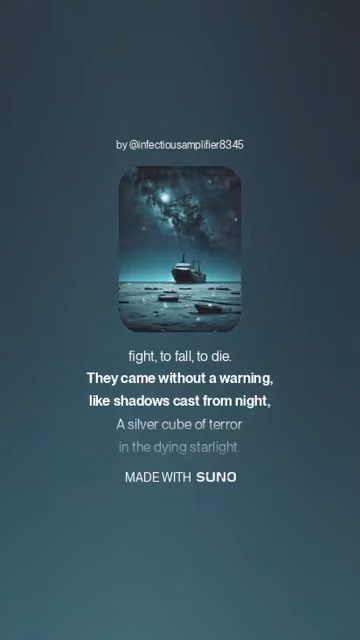 by @infectiousamplifier8345
fight, to fall, to die.
They came without a warning,
like shadows cast from night,
A silver cube of terror
in the dying starlight.
MADE WITH SUNO